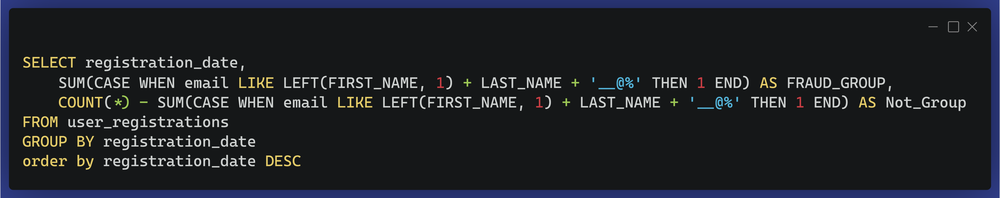 SELECT registration_date,
    SUM(CASE WHEN email LIKE LEFT(FIRST_NAME, 1) + LAST_NAME + '__@%' THEN 1 END) AS FRAUD_GROUP,
    COUNT(*) - SUM(CASE WHEN email LIKE LEFT(FIRST_NAME, 1) + LAST_NAME + '__@%' THEN 1 END) AS Not_Group
FROM user_registrations
GROUP BY registration_date
order by registration_date DESC